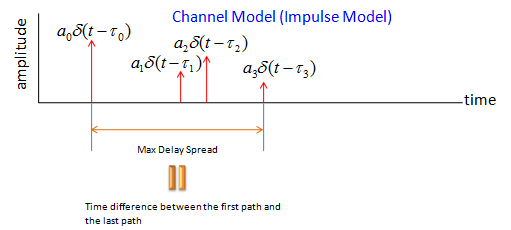 Channel Model (Impulse Model)
amplitude
a₀δ(t−τ₀)
a₂δ(t−τ₂)
a₁δ(t−τ₁)
a₃δ(t−τ₃)
time
Max Delay Spread
Time difference between the first path and
the last path